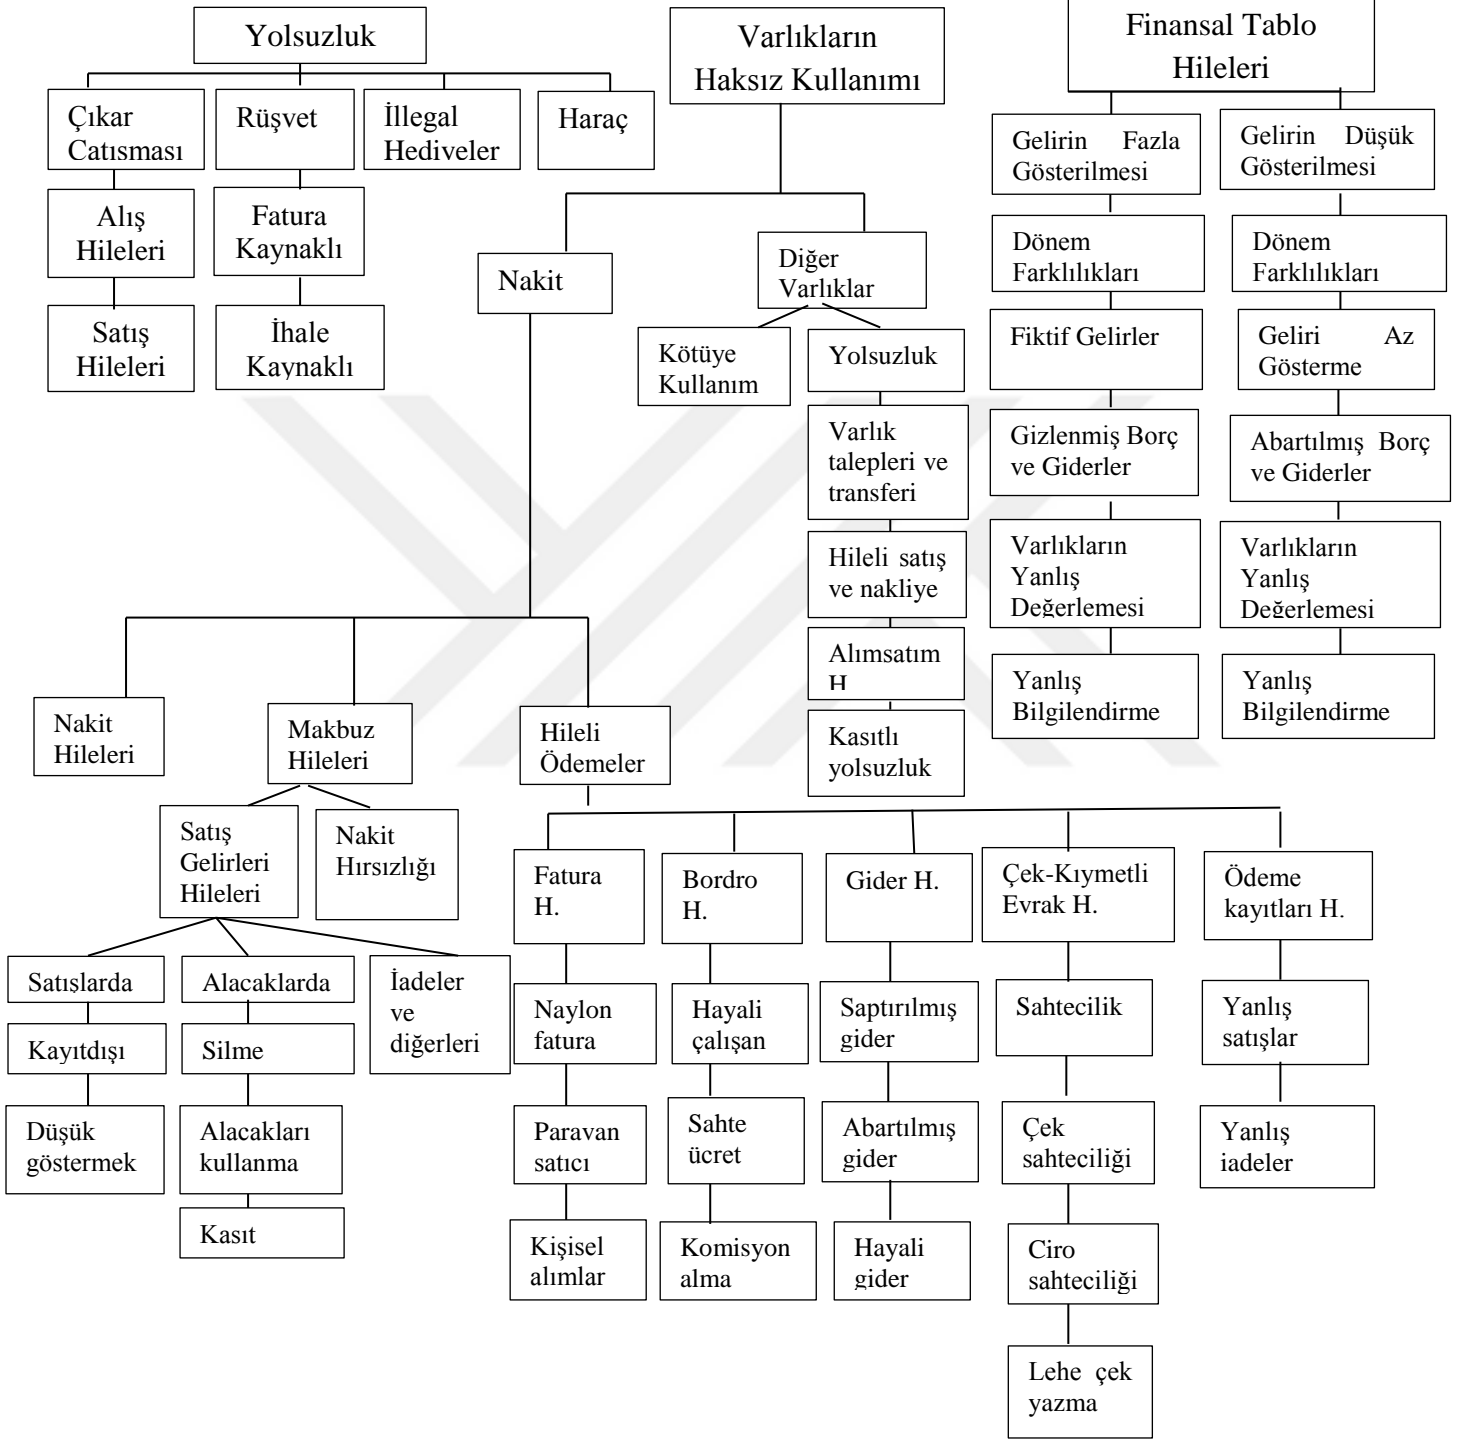 Yolsuzluk
Çıkar
Catısması
Alış
Hileleri
Satış
Hileleri
Rüşvet
Fatura
Kaynaklı
İhale
Kaynaklı
İllegal
Hediveler
Haraç
Varlıkların
Haksız Kullanımı
Nakit
Diğer
Varlıklar
Kötüye
Kullanım
Yolsuzluk
Varlık
talepleri ve
transferi
Hileli satış
ve nakliye
Alımsatım
H
Kasıtlı
yolsuzluk
Finansal Tablo
Hileleri
Gelirin Fazla
Gösterilmesi
Dönem
Farklılıkları
Fiktif Gelirler
Gizlenmiş Borç
ve Giderler
Varlıkların
Yanlış
Değerlemesi
Yanlış
Bilgilendirme
Gelirin Düşük
Gösterilmesi
Dönem
Farklılıkları
Geliri Az
Gösterme
Abartılmış Borç
ve Giderler
Varlıkların
Yanlış
Değerlemesi
Yanlış
Bilgilendirme
Nakit
Hileleri
Makbuz
Hileleri
Hileli
Ödemeler
Satış
Gelirleri
Hileleri
Nakit
Hırsızlığı
Satışlarda
Kayıtdışı
Düşük
göstermek
Alacaklarda
Silme
Alacakları
kullanma
Kasıt
İadeler
ve
diğerleri
Fatura
H.
Naylon
fatura
Paravan
satıcı
Kişisel
alımlar
Bordro
H.
Hayali
çalışan
Sahte
ücret
Komisyon
alma
Gider H.
Saptırılmış
gider
Abartılmış
gider
Hayali
gider
Çek-Kıymetli
Evrak H.
Sahtecilik
Çek
sahteciliği
Ciro
sahteciliği
Lehe çek
yazma
Ödeme
kayıtları H.
Yanlış
satışlar
Yanlış
iadeler